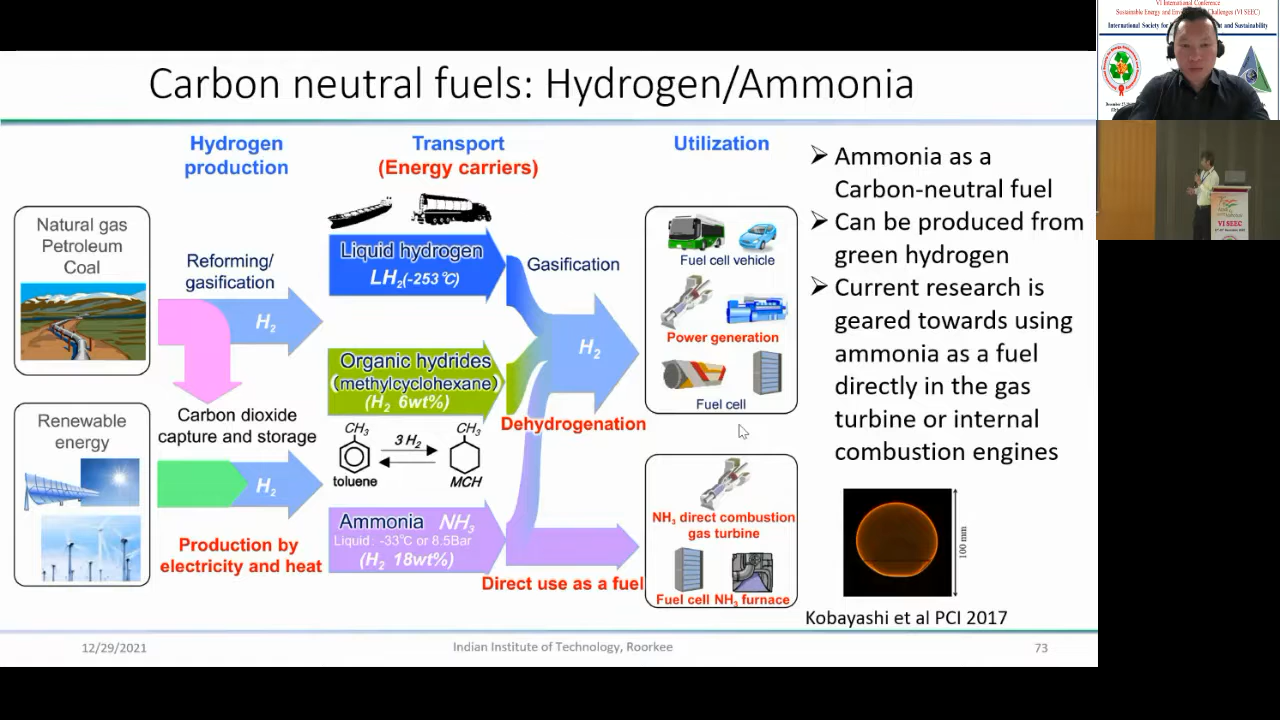 Carbon neutral fuels: Hydrogen/Ammonia
Hydrogen
production
Transport
(Energy carriers)
Utilization
Natural gas
Petroleum
Coal
Reforming/
gasification
H2
Liquid hydrogen
LH2(-253℃)
Gasification
H2
Organic hydrides
(methylcyclohexane)
(H2 6wt%)
Dehydrogenation
Carbon dioxide
capture and storage
Renewable
energy
H2
CH3
3H2
CH3
toluene
MCH
Production by
electricity and heat
Ammonia NH3
Liquid: -33℃ or 8.5Bar
(H2 18wt%)
Direct use as a fuel
Fuel cell vehicle
Power generation
Fuel cell
NH3 direct combustion
gas turbine
Fuel cell NH3 furnace
➢ Ammonia as a
Carbon-neutral fuel
➢ Can be produced from
green hydrogen
➢ Current research is
geared towards using
ammonia as a fuel
directly in the gas
turbine or internal
combustion engines
100 mm
Kobayashi et al PCI 2017
12/29/2021
Indian Institute of Technology, Roorkee
73
VI International Conference
Sustainable Energy and Challenges (VI SEEC)
International Society for and Sustainability
VI SEEC